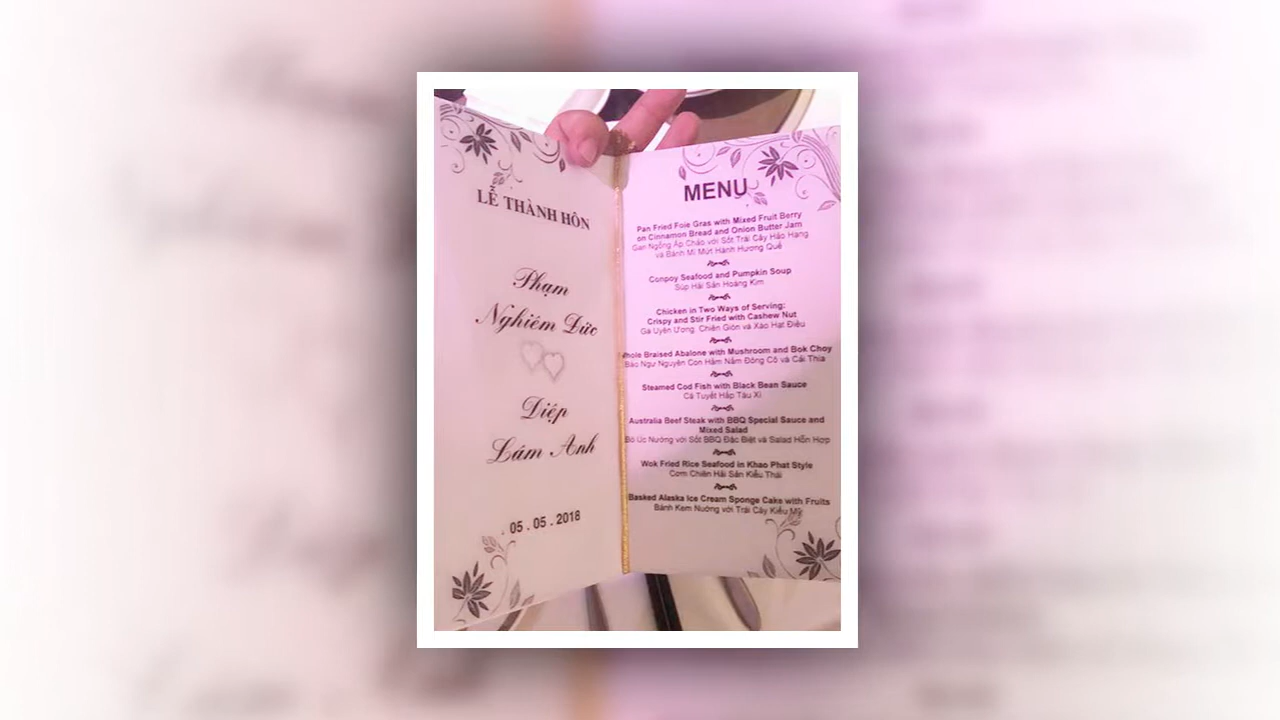 LỄ THÀNH HÔN
Phạm
Nghiêm Đức
Diệp
Lâm Anh
05 . 05 . 2018
MENU
Pan Fried Foie Gras with Mixed Fruit Berry
on Cinnamon Bread and Onion Butter Jam
Gan Ngỗng Áp Chảo với Sốt Trái Cây Hảo Hạng
và Bánh Mì Mứt Hành Hương Quế
Conpoy Seafood and Pumpkin Soup
Súp Hải Sản Hoàng Kim
Chicken in Two Ways of Serving:
Crispy and Stir Fried with Cashew Nut
Gà Uyên Ương: Chiên Giòn và Xào Hạt Điều
Whole Braised Abalone with Mushroom and Bok Choy
Bào Ngư Nguyên Con Hầm Nấm Đông Cô và Cải Thìa
Steamed Cod Fish with Black Bean Sauce
Cá Tuyết Hấp Tàu Xì
Australia Beef Steak with BBQ Special Sauce and
Mixed Salad
Bò Úc Nướng với Sốt BBQ Đặc Biệt và Salad Hỗn Hợp
Wok Fried Rice Seafood in Khao Phat Style
Cơm Chiên Hải Sản Kiểu Thái
Basked Alaska Ice Cream Sponge Cake with Fruits
Bánh Kem Nướng với Trái Cây Kiểu Mỹ